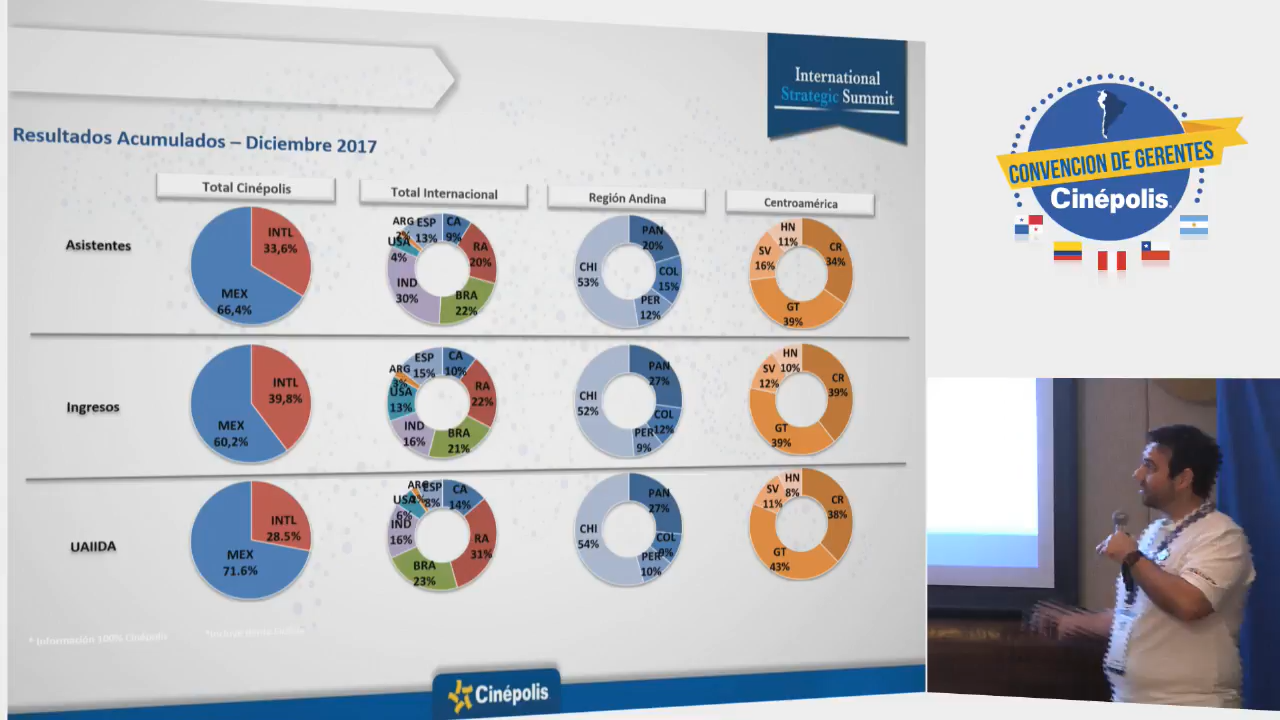 International
Strategic Summit
Resultados Acumulados – Diciembre 2017
Total Cinépolis
Total Internacional
Región Andina
Centroamérica
Asistentes
INTL
33,6%
MEX
66,4%
ARG
ESP
13%
CA
9%
USA
4%
RA
20%
IND
30%
BRA
22%
PAN
20%
CHI
53%
COL
15%
PER
12%
HN
11%
SV
16%
CR
34%
GT
39%
Ingresos
INTL
39,8%
MEX
60,2%
ESP
15%
CA
10%
ARG
3%
USA
13%
RA
22%
IND
16%
BRA
21%
PAN
27%
CHI
52%
COL
12%
PER
9%
HN
10%
SV
12%
CR
39%
GT
39%
UAIIDA
INTL
28.5%
MEX
71.6%
ARG
ESP
8%
CA
14%
USA
6%
IND
16%
RA
31%
BRA
23%
PAN
27%
CHI
54%
COL
9%
PER
10%
HN
8%
SV
11%
CR
38%
GT
43%
* Información 100% Cinépolis
Cinépolis
CONVENCION DE GERENTES
Cinépolis